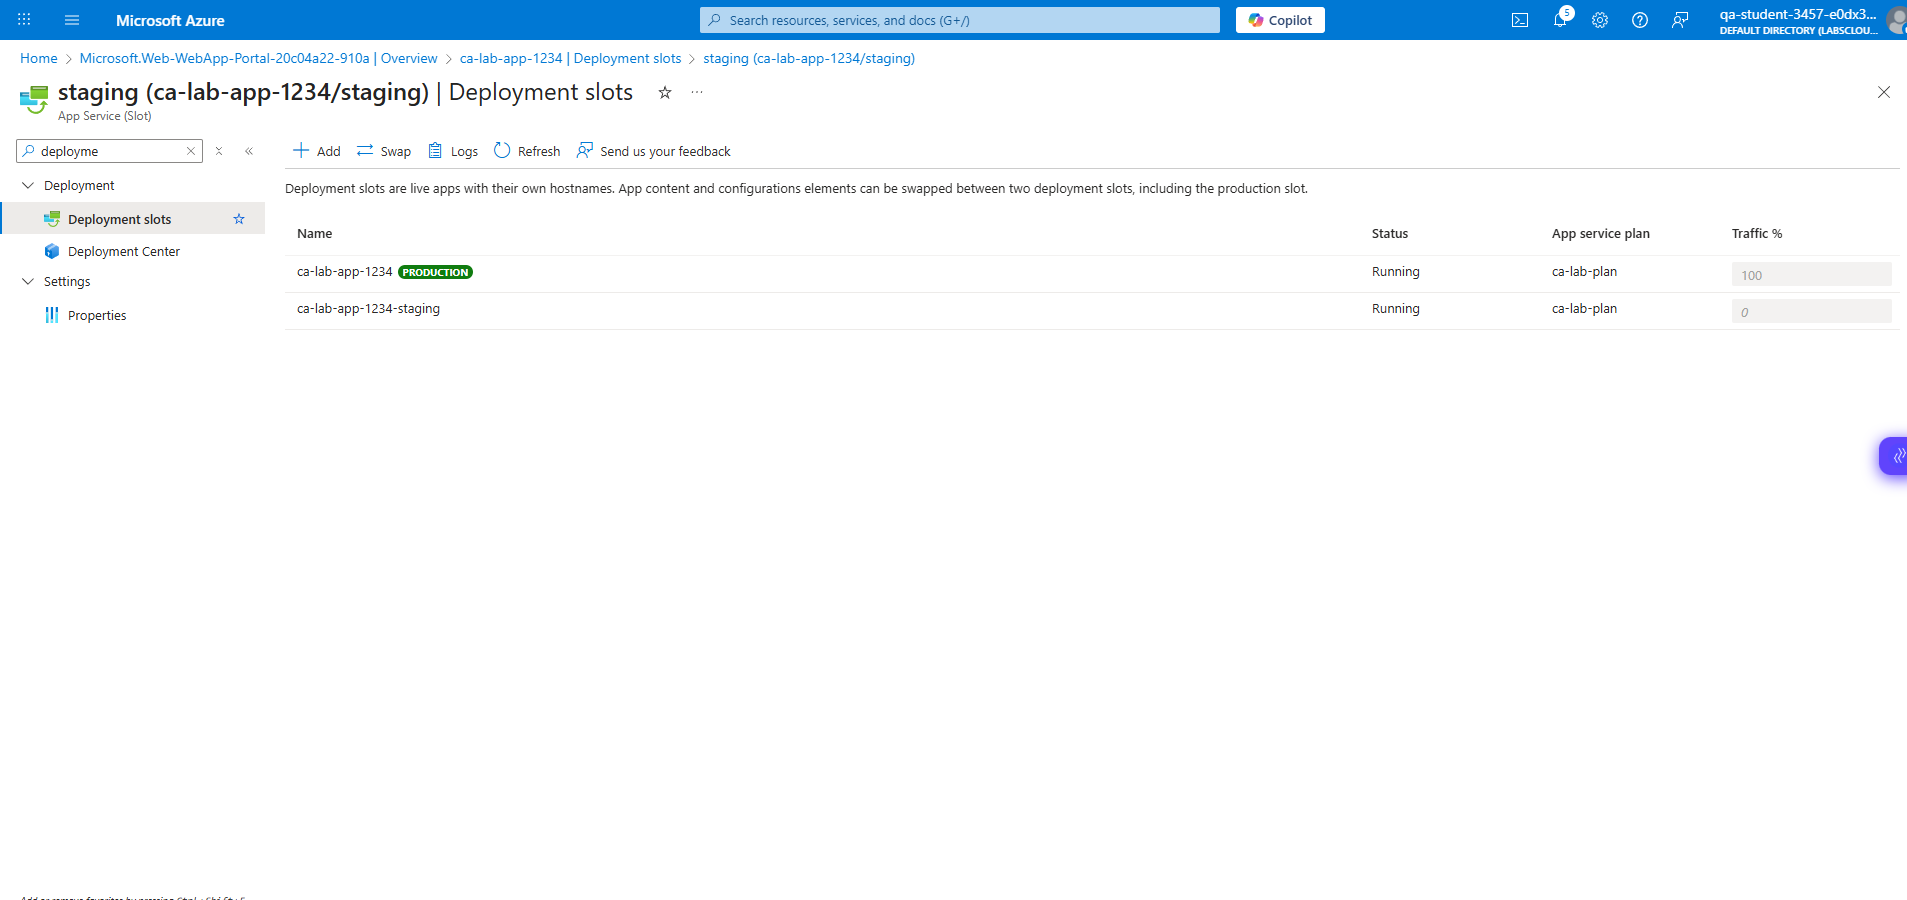 Microsoft Azure
Search resources, services, and docs (G+/)
Copilot
5
qa-student-3457-e0dx3...
DEFAULT DIRECTORY (LABSCLOU...
Home > Microsoft.Web-WebApp-Portal-20c04a22-910a | Overview > ca-lab-app-1234 | Deployment slots > staging (ca-lab-app-1234/staging)
staging (ca-lab-app-1234/staging) | Deployment slots
App Service (Slot)
deployme
Add Swap Logs Refresh Send us your feedback
Deployment
Deployment slots
Deployment Center
Settings
Properties
Deployment slots are live apps with their own hostnames. App content and configurations elements can be swapped between two deployment slots, including the production slot.
Name Status App service plan Traffic %
ca-lab-app-1234 PRODUCTION Running ca-lab-plan 100
ca-lab-app-1234-staging Running ca-lab-plan 0